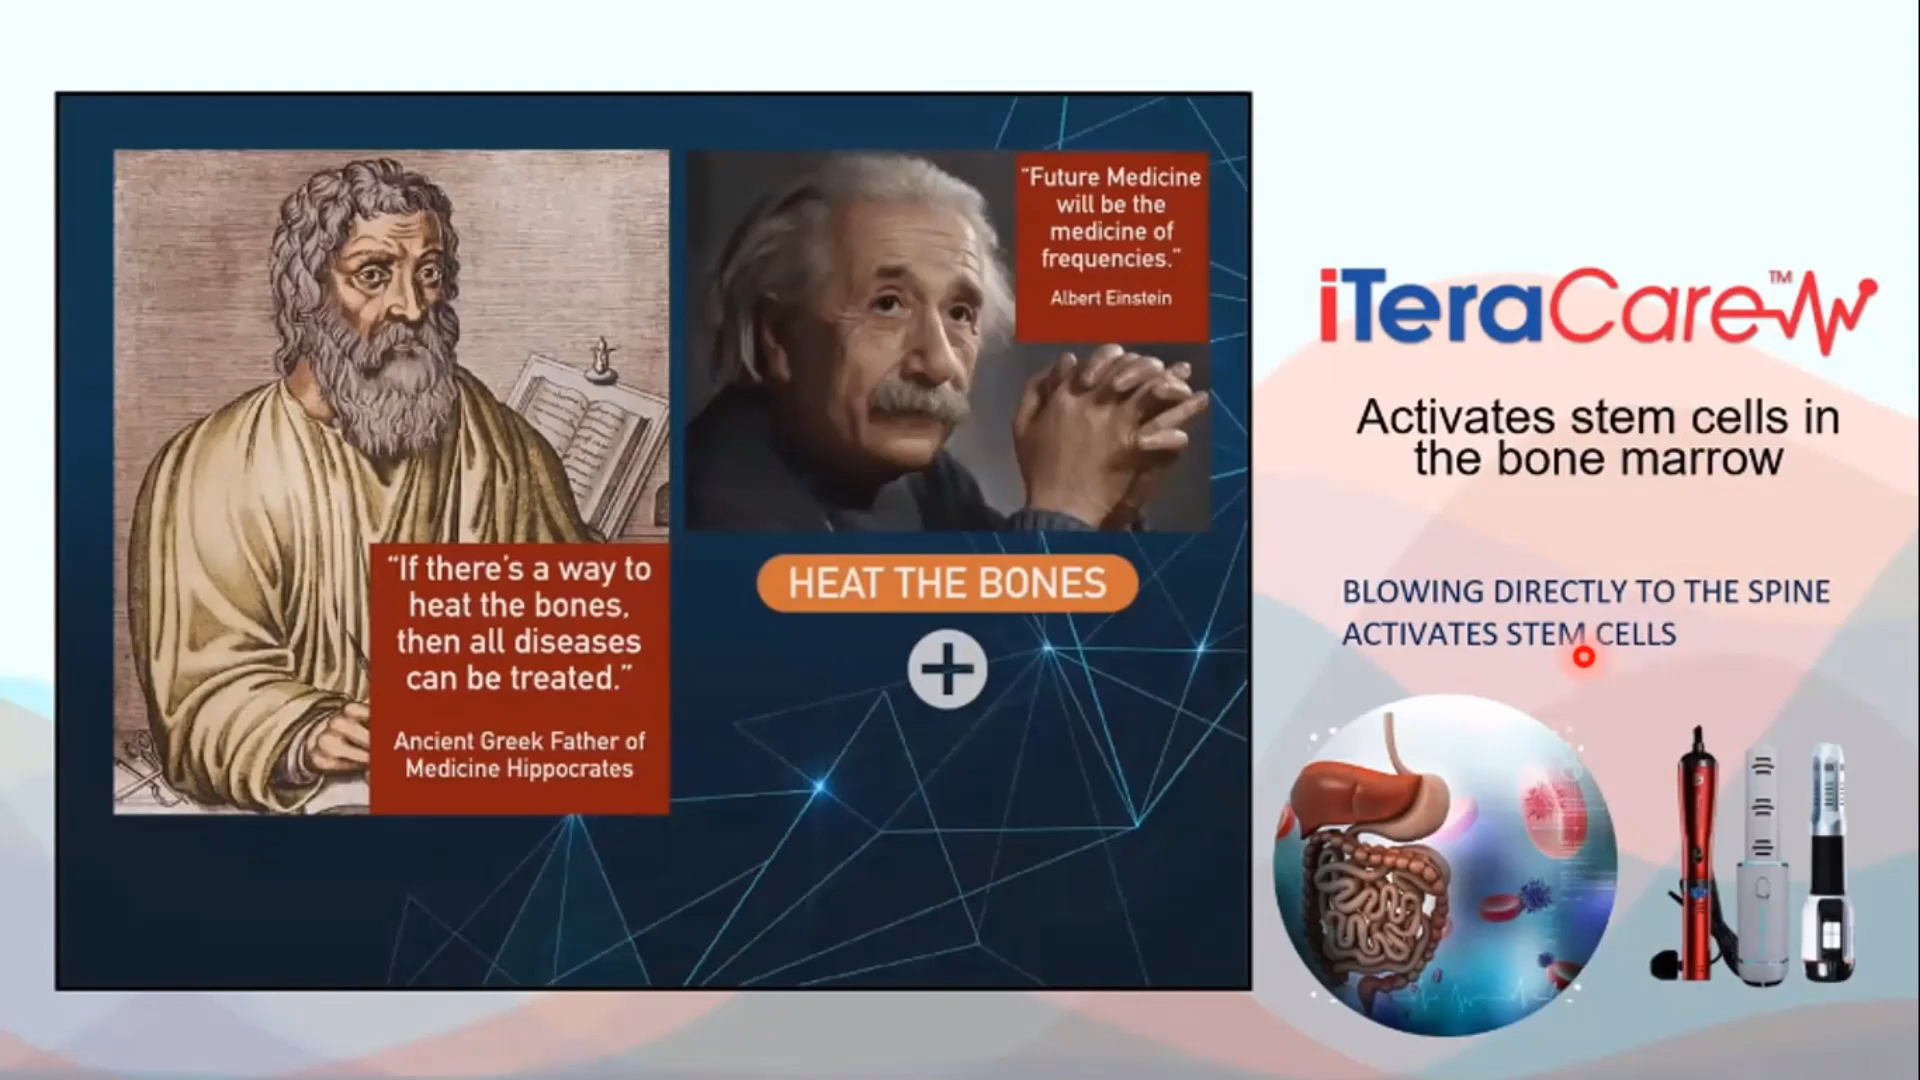 "If there's a way to
heat the bones,
then all diseases
can be treated."
Ancient Greek Father of
Medicine Hippocrates
"Future Medicine
will be the
medicine of
frequencies."
Albert Einstein
HEAT THE BONES
iTeraCare™
Activates stem cells in
the bone marrow
BLOWING DIRECTLY TO THE SPINE
ACTIVATES STEM CELLS